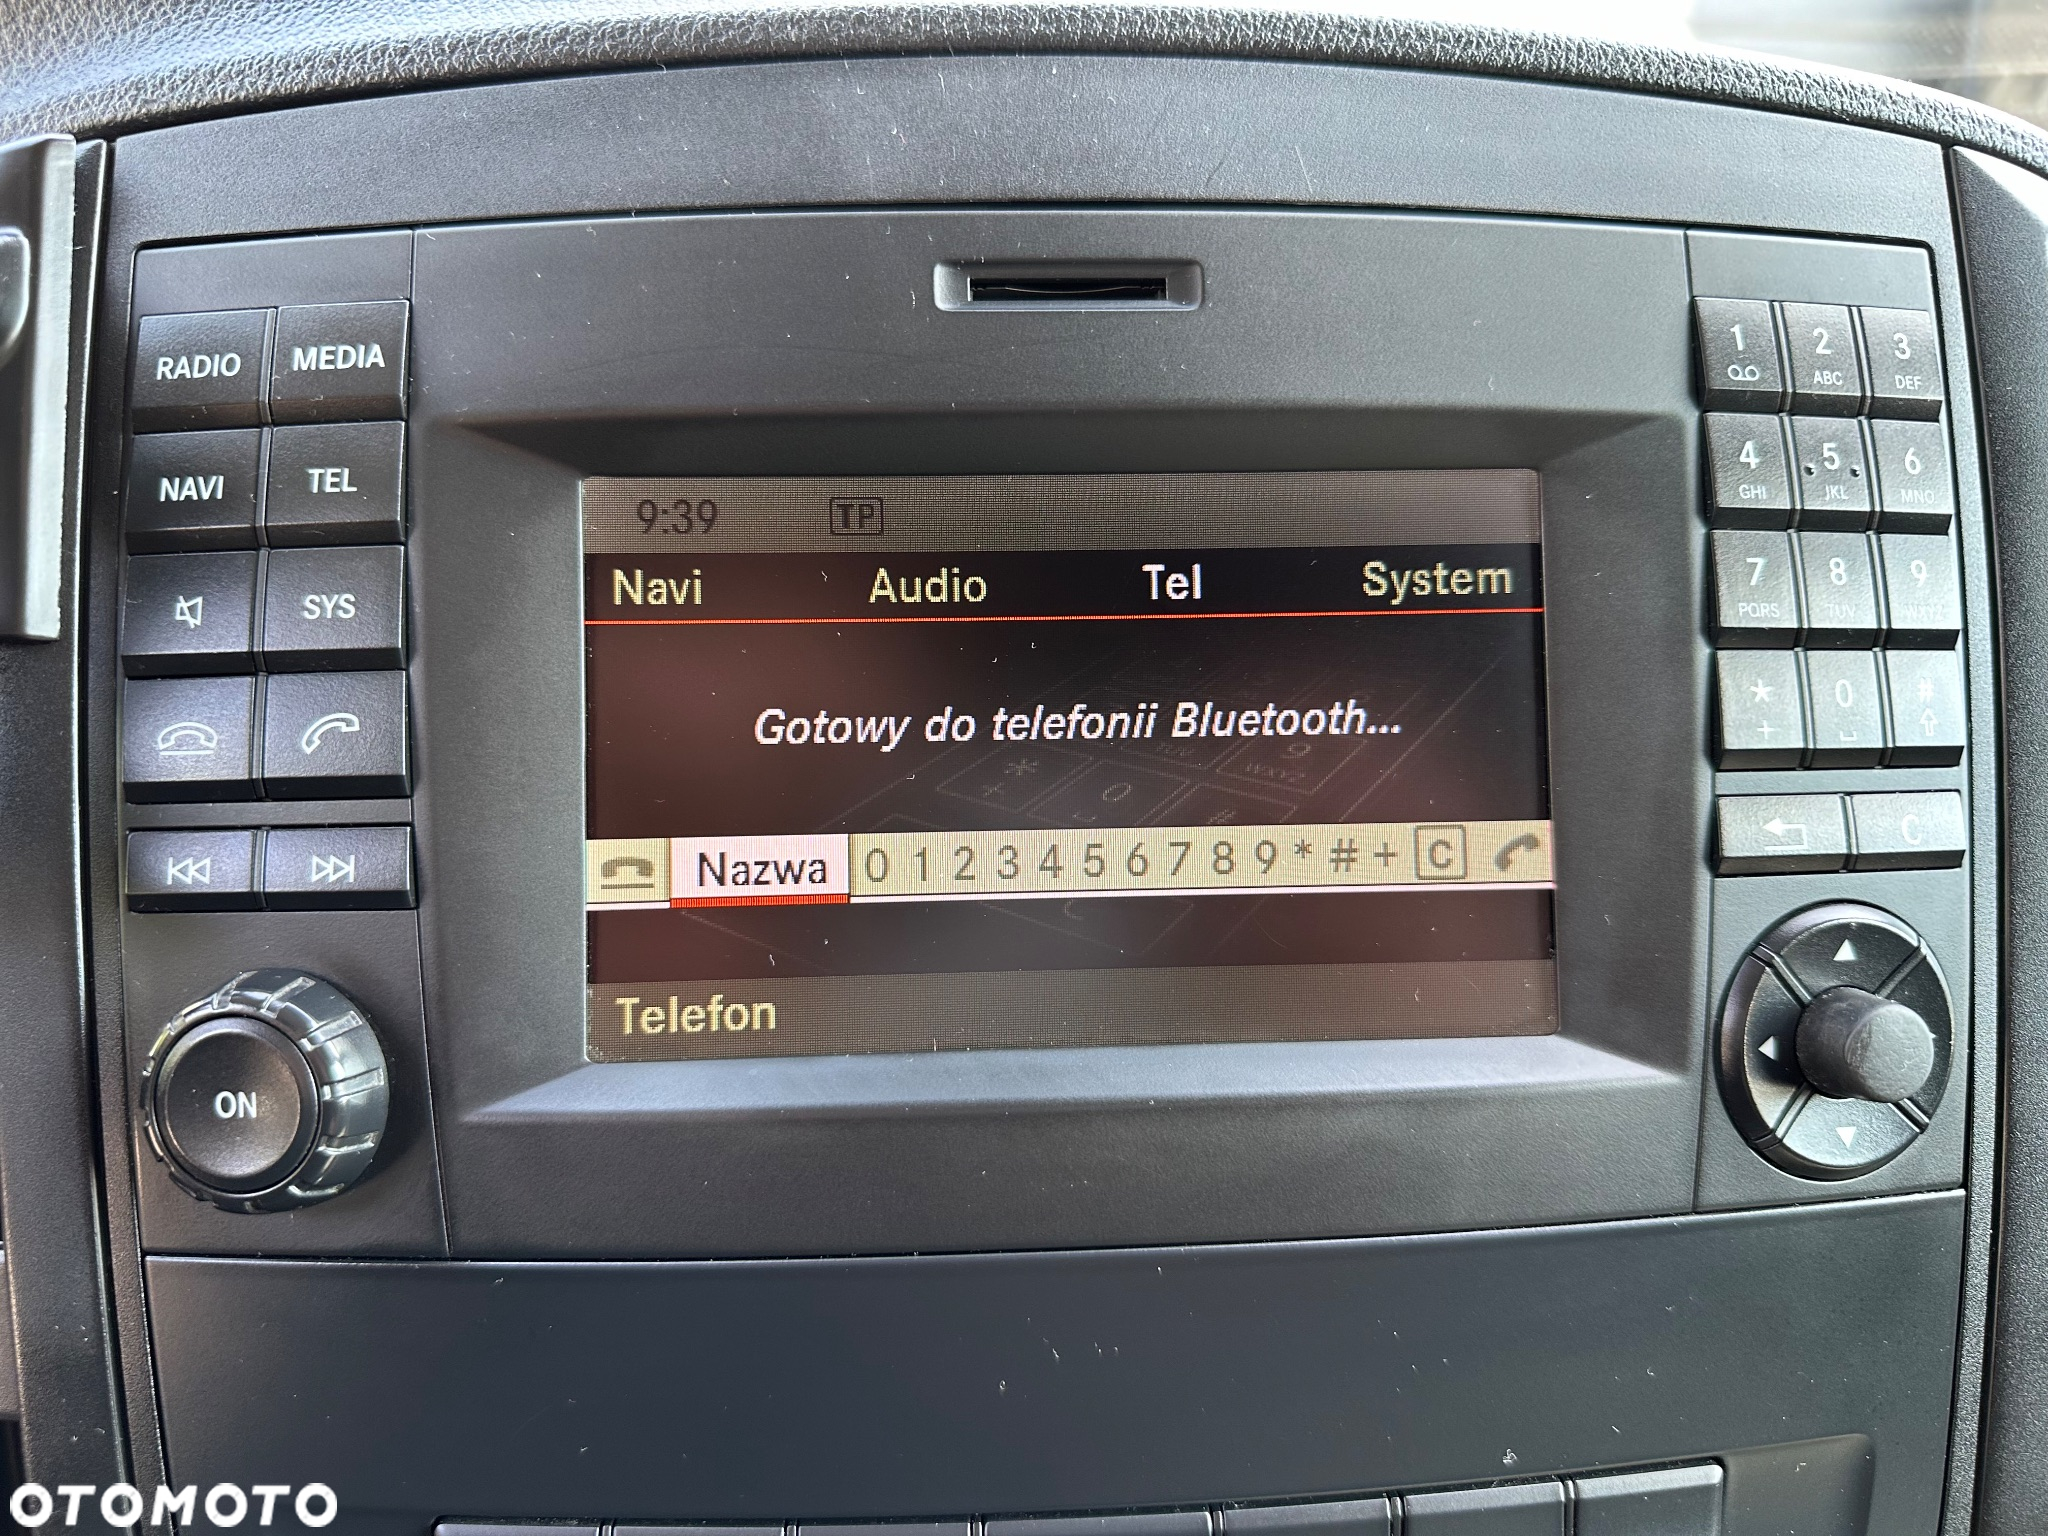 RADIO MEDIA
NAVI TEL
SYS
ON
9:39 TP
Navi Audio Tel System
Gotowy do telefonii Bluetooth...
Nazwa 0 1 2 3 4 5 6 7 8 9 * # + C
Telefon
1 2 ABC 3 DEF
4 GHI 5 JKL 6 MNO
7 PQRS 8 TUV 9 WXYZ
* + 0 #
C
OTOMOTO